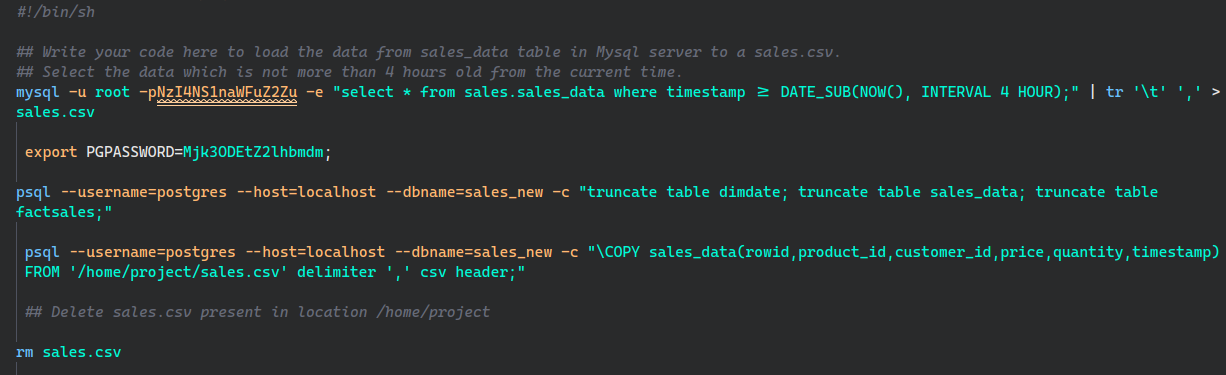 #!/bin/sh
## Write your code here to load the data from sales_data table in Mysql server to a sales.csv.
## Select the data which is not more than 4 hours old from the current time.
mysql -u root -pNzI4NS1naWFuZ2Zu -e "select * from sales.sales_data where timestamp ≥ DATE_SUB(NOW(), INTERVAL 4 HOUR);" | tr '\t' ',' >
sales.csv
export PGPASSWORD=Mjk3ODEtZ2lhbmdm;
psql --username=postgres --host=localhost --dbname=sales_new -c "truncate table dimdate; truncate table sales_data; truncate table
factsales;"
psql --username=postgres --host=localhost --dbname=sales_new -c "\COPY sales_data(rowid,product_id,customer_id,price,quantity,timestamp)
FROM '/home/project/sales.csv' delimiter ',' csv header;"
## Delete sales.csv present in location /home/project
rm sales.csv